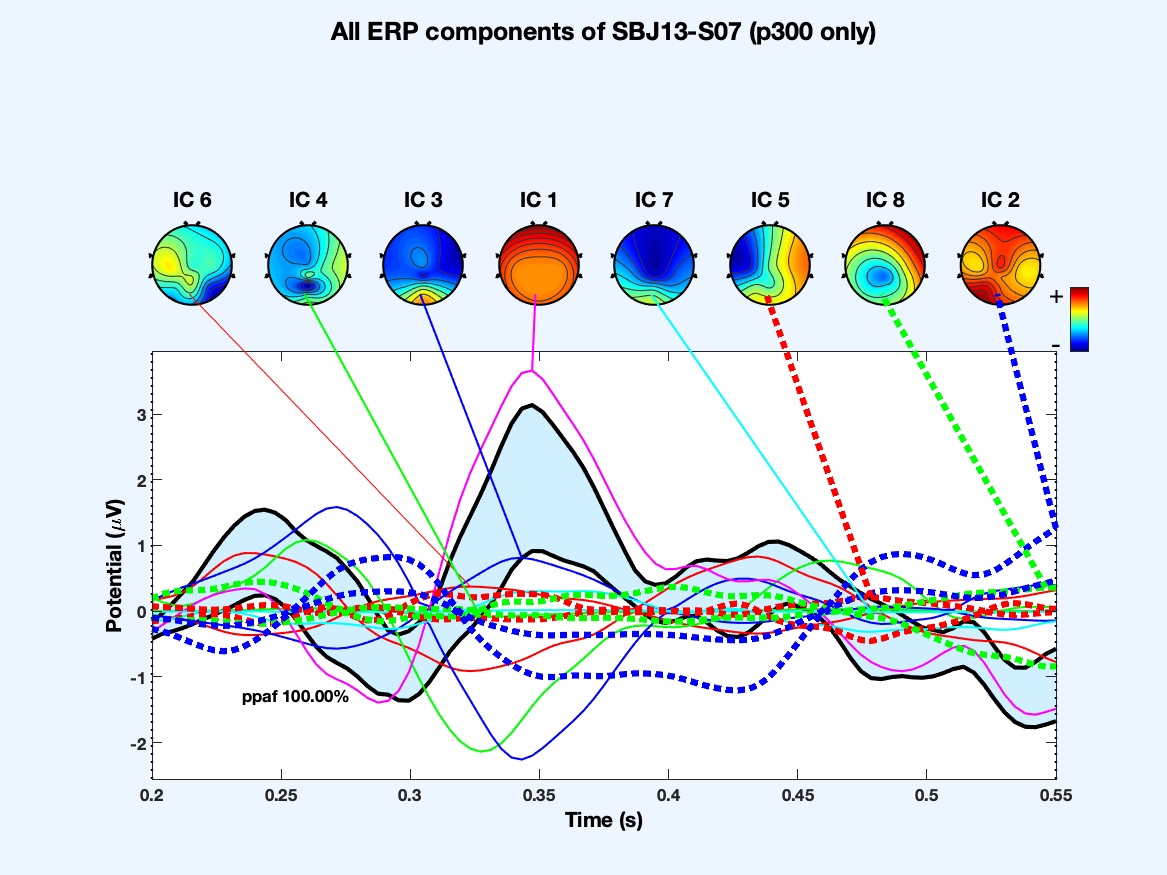 All ERP components of SBJ13-S07 (p300 only)
IC 6 IC 4 IC 3 IC 1 IC 7 IC 5 IC 8 IC 2
+
-
3
2
1
0
-1
-2
Potential (μV)
ppaf 100.00%
0.2 0.25 0.3 0.35 0.4 0.45 0.5 0.55
Time (s)